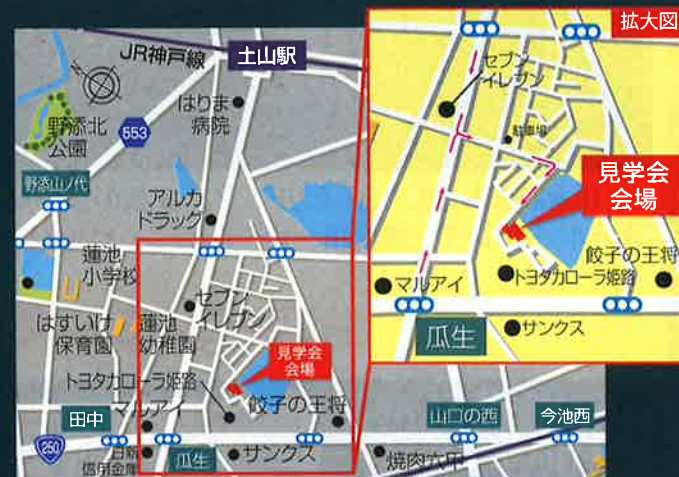 拡大図
JR神戸線
土山駅
セブン
イレブン
はりま
病院
553
野添北
公園
駐車場
見学会
会場
野添山ノ代
アルカ
ドラッグ
蓮池
小学校
マルアイ
トヨタカローラ姫路
餃子の王将
セブン
イレブン
はすいけ
保育園
蓮池
幼稚園
瓜生
サンクス
見学会
会場
トヨタカローラ姫路
田中
マルアイ
餃子の王将
山口の西
今池西
250
日新
信用金庫
瓜生
サンクス
焼肉六甲